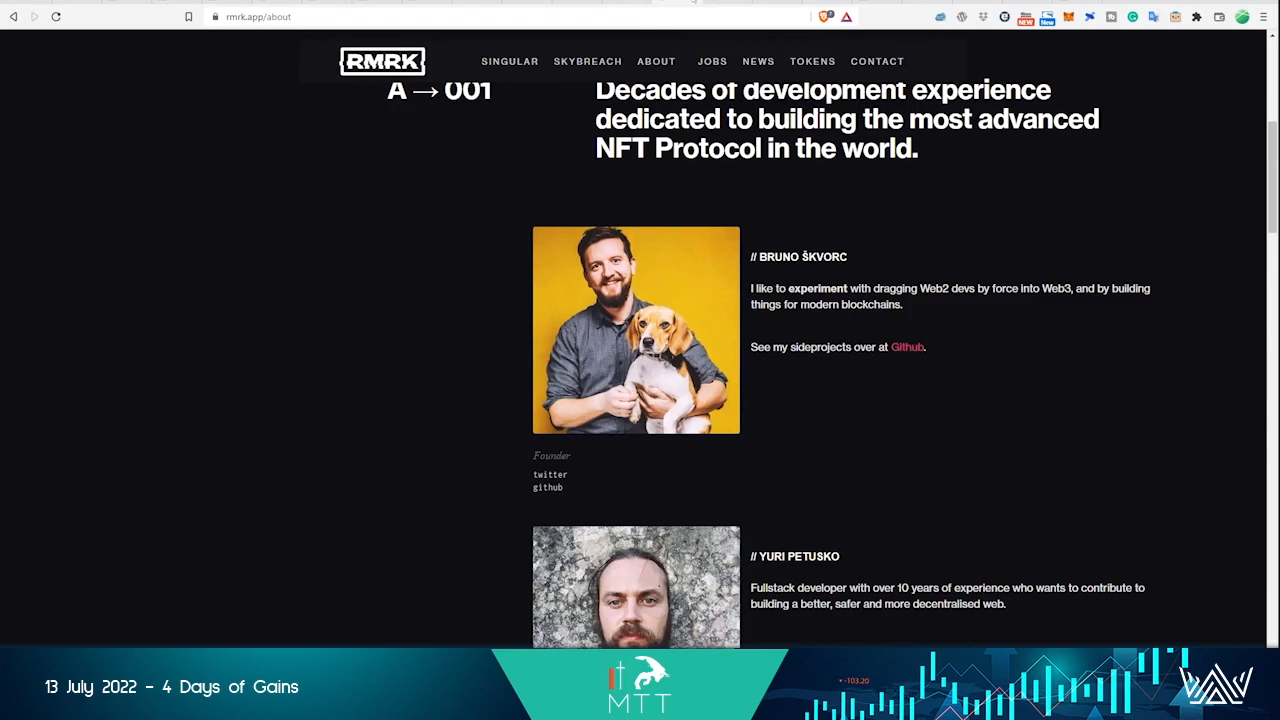 rmrk.app/about
NEW
New
RMRK
SINGULAR SKYBREACH ABOUT JOBS NEWS TOKENS CONTACT
A → 001
Decades of development experience
dedicated to building the most advanced
NFT Protocol in the world.
// BRUNO ŠKVORC
I like to experiment with dragging Web2 devs by force into Web3, and by building
things for modern blockchains.
See my sideprojects over at Github.
Founder
twitter
github
// YURI PETUSKO
Fullstack developer with over 10 years of experience who wants to contribute to
building a better, safer and more decentralised web.
13 July 2022 - 4 Days of Gains
MTT
-103.20